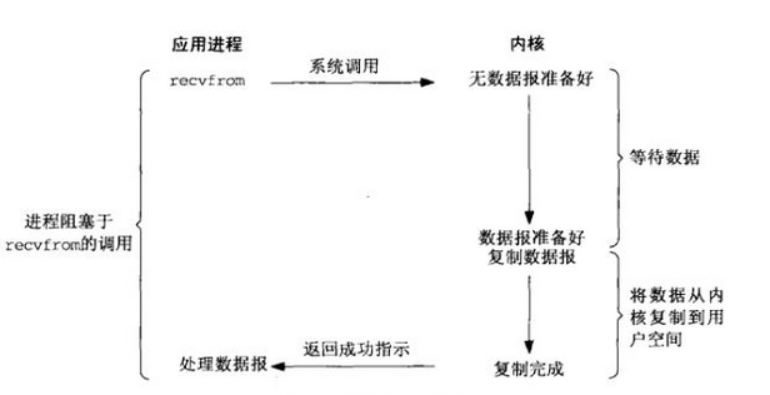 应用进程
内核
recvfrom
系统调用
无数据报准备好
等待数据
进程阻塞于
recvfrom的调用
数据报准备好
复制数据报
将数据从内
核复制到用
户空间
处理数据报
返回成功指示
复制完成